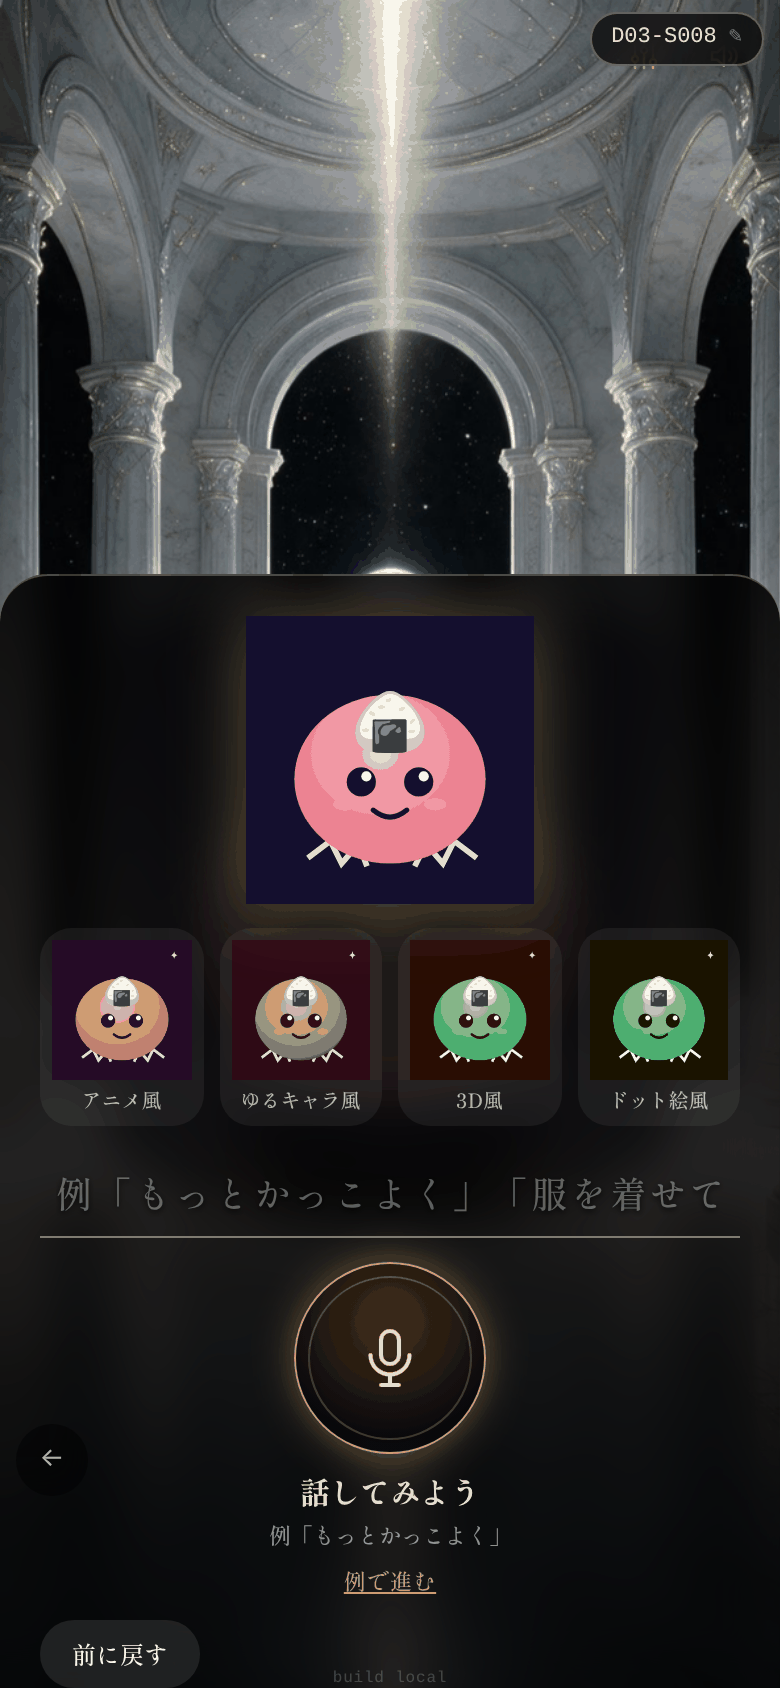 D03-S008 ✎
アニメ風
ゆるキャラ風
3D風
ドット絵風
例「もっとかっこよく」「服を着せて
話してみよう
例「もっとかっこよく」
例で進む
前に戻す
build local